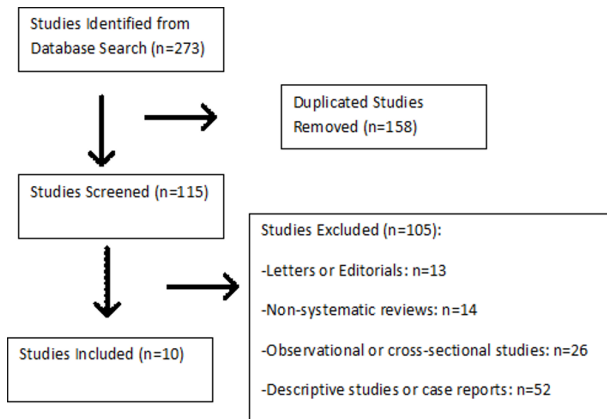 Studies Identified from
Database Search (n=273)
Duplicated Studies
Removed (n=158)
Studies Screened (n=115)
Studies Excluded (n=105):
-Letters or Editorials: n=13
-Non-systematic reviews: n=14
-Observational or cross-sectional studies: n=26
-Descriptive studies or case reports: n=52
Studies Included (n=10)